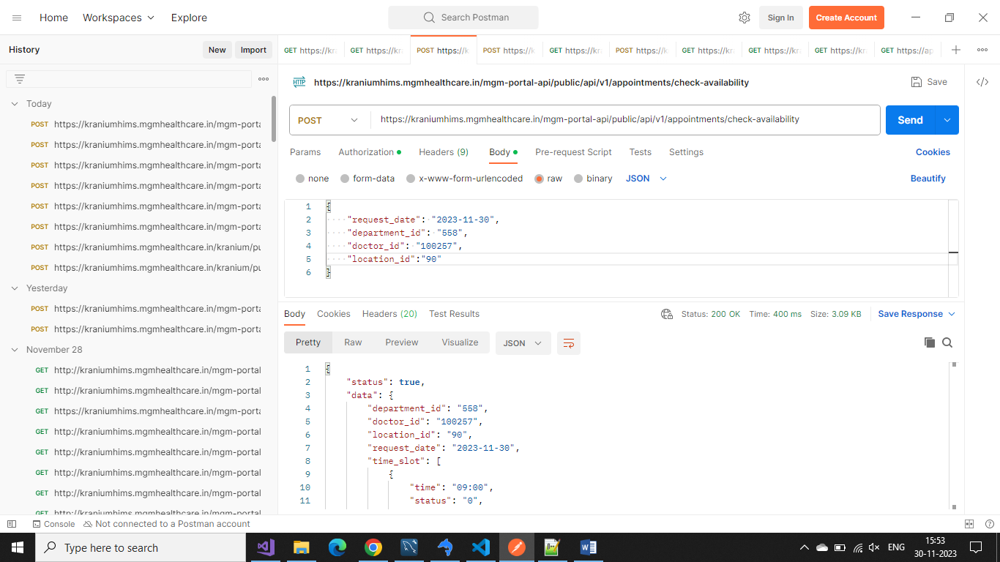 Home Workspaces Explore Search Postman Sign In Create Account
History New Import
GET https://kra GET https://kra POST https://k POST https://k GET https://kra POST https://k GET https://kr GET https://kr GET https://kr GET https://ap
HTTP https://kraniumhims.mgmhealthcare.in/mgm-portal-api/public/api/v1/appointments/check-availability Save
POST https://kraniumhims.mgmhealthcare.in/mgm-portal-api/public/api/v1/appointments/check-availability Send
Params Authorization Headers (9) Body Pre-request Script Tests Settings Cookies
none form-data x-www-form-urlencoded raw binary JSON Beautify
1 {
2 "request_date": "2023-11-30",
3 "department_id": "558",
4 "doctor_id": "100257",
5 "location_id":"90"
6 }
Today
POST https://kraniumhims.mgmhealthcare.in/mgm-porta
POST https://kraniumhims.mgmhealthcare.in/mgm-porta
POST https://kraniumhims.mgmhealthcare.in/mgm-porta
POST https://kraniumhims.mgmhealthcare.in/mgm-porta
POST https://kraniumhims.mgmhealthcare.in/mgm-porta
POST https://kraniumhims.mgmhealthcare.in/mgm-porta
POST https://kraniumhims.mgmhealthcare.in/kranium/pu
POST https://kraniumhims.mgmhealthcare.in/kranium/pu
Yesterday
POST https://kraniumhims.mgmhealthcare.in/mgm-porta
POST https://kraniumhims.mgmhealthcare.in/mgm-porta
November 28
GET http://kraniumhims.mgmhealthcare.in/mgm-portal
GET http://kraniumhims.mgmhealthcare.in/mgm-portal
GET https://kraniumhims.mgmhealthcare.in/mgm-porta
GET http://kraniumhims.mgmhealthcare.in/mgm-portal
GET http://kraniumhims.mgmhealthcare.in/mgm-portal
GET http://kraniumhims.mgmhealthcare.in/mgm-portal
GET http://kraniumhims.mgmhealthcare.in/mgm-portal
GET http://kraniumhims.mgmhealthcare.in/mgm-portal
Body Cookies Headers (20) Test Results Status: 200 OK Time: 400 ms Size: 3.09 KB Save Response
Pretty Raw Preview Visualize JSON
1 {
2 "status": true,
3 "data": {
4 "department_id": "558",
5 "doctor_id": "100257",
6 "location_id": "90",
7 "request_date": "2023-11-30",
8 "time_slot": [
9 {
10 "time": "09:00",
11 "status": "0",
Console Not connected to a Postman account
Type here to search ENG 15:53
30-11-2023